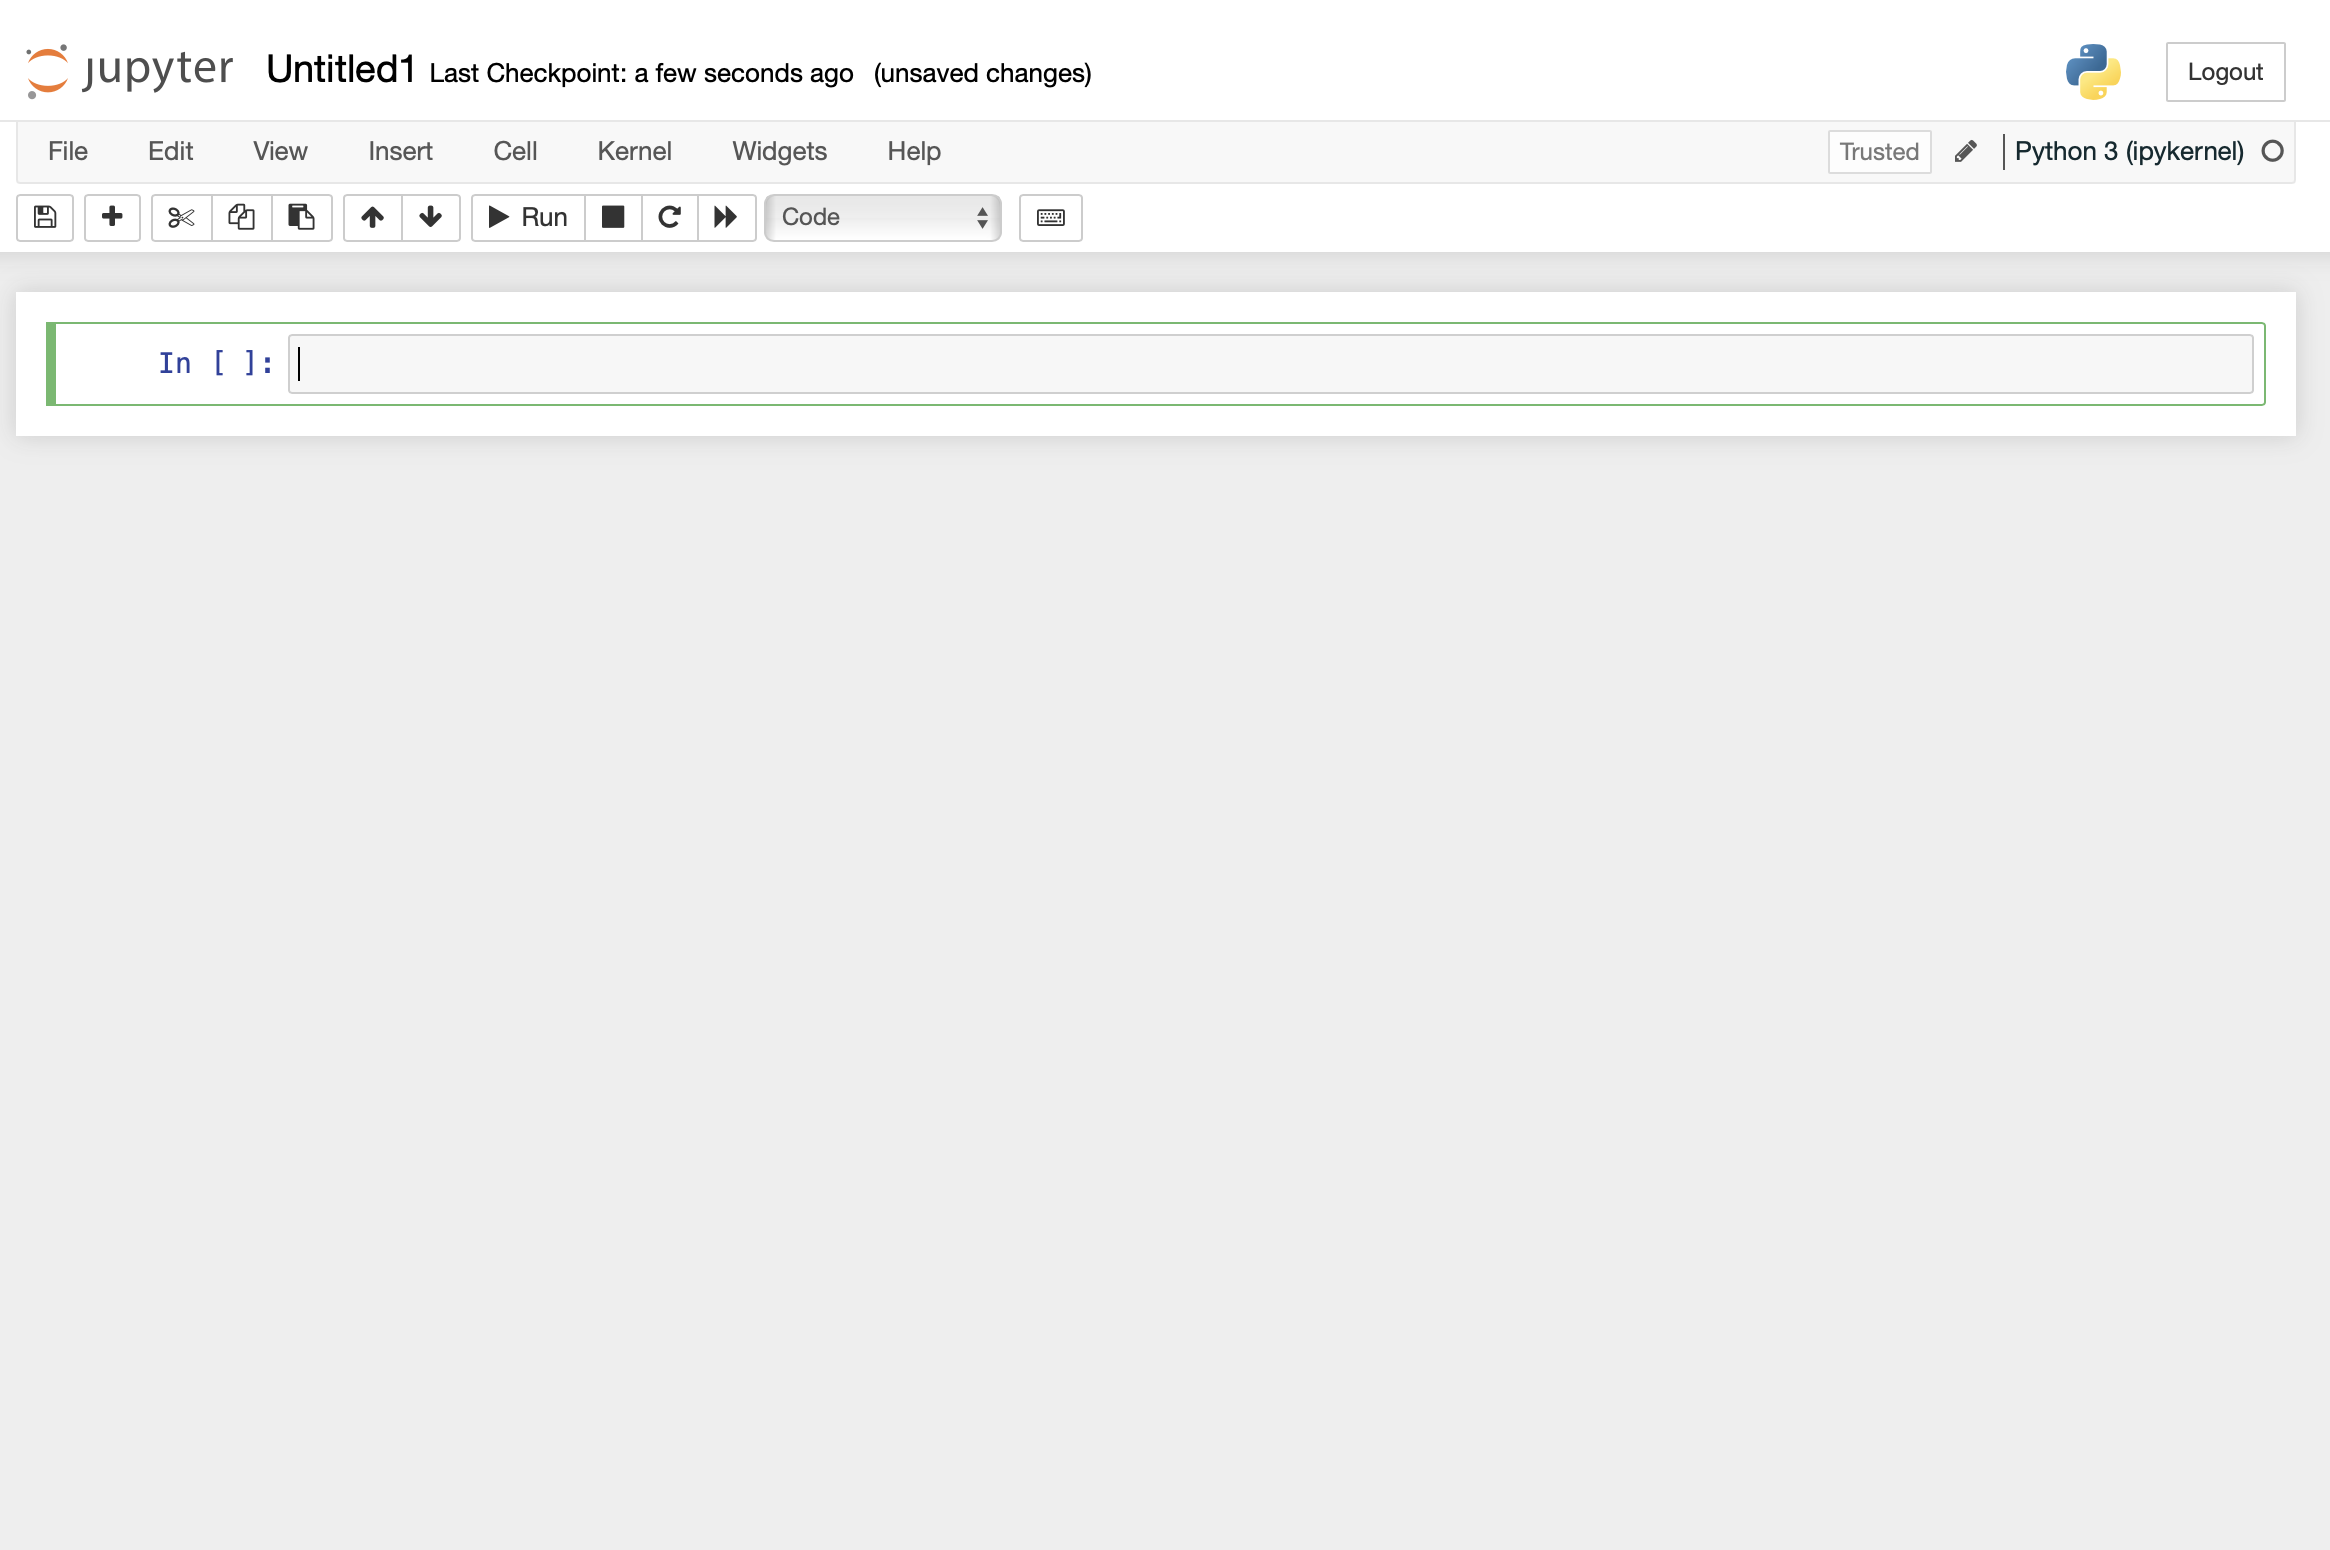 jupyter Untitled1 Last Checkpoint: a few seconds ago (unsaved changes)
Logout
File Edit View Insert Cell Kernel Widgets Help
Trusted Python 3 (ipykernel)
Run Code
In [ ]: